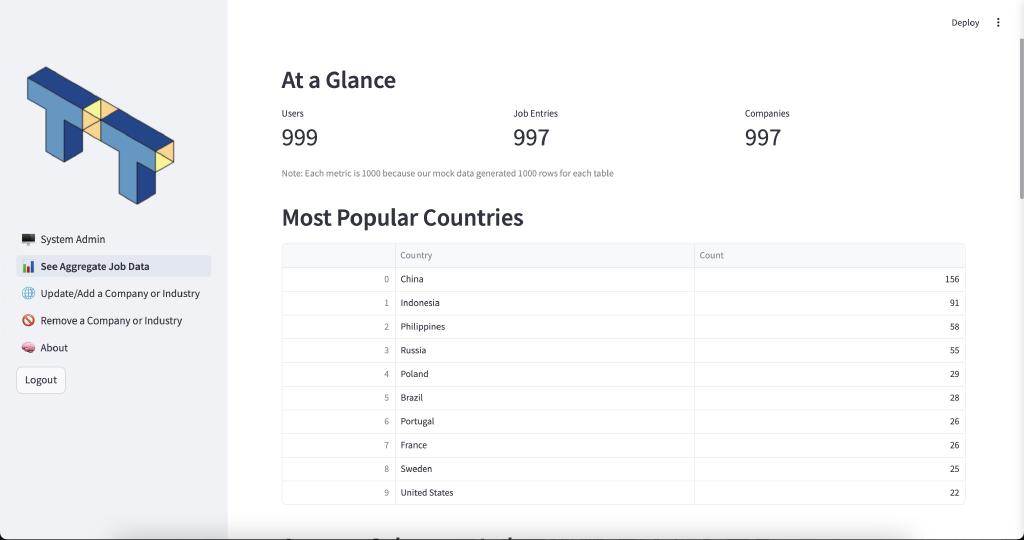 Deploy
System Admin
See Aggregate Job Data
Update/Add a Company or Industry
Remove a Company or Industry
About
Logout
At a Glance
Users Job Entries Companies
999 997 997
Note: Each metric is 1000 because our mock data generated 1000 rows for each table
Most Popular Countries
Country Count
0 China 156
1 Indonesia 91
2 Philippines 58
3 Russia 55
4 Poland 29
5 Brazil 28
6 Portugal 26
7 France 26
8 Sweden 25
9 United States 22